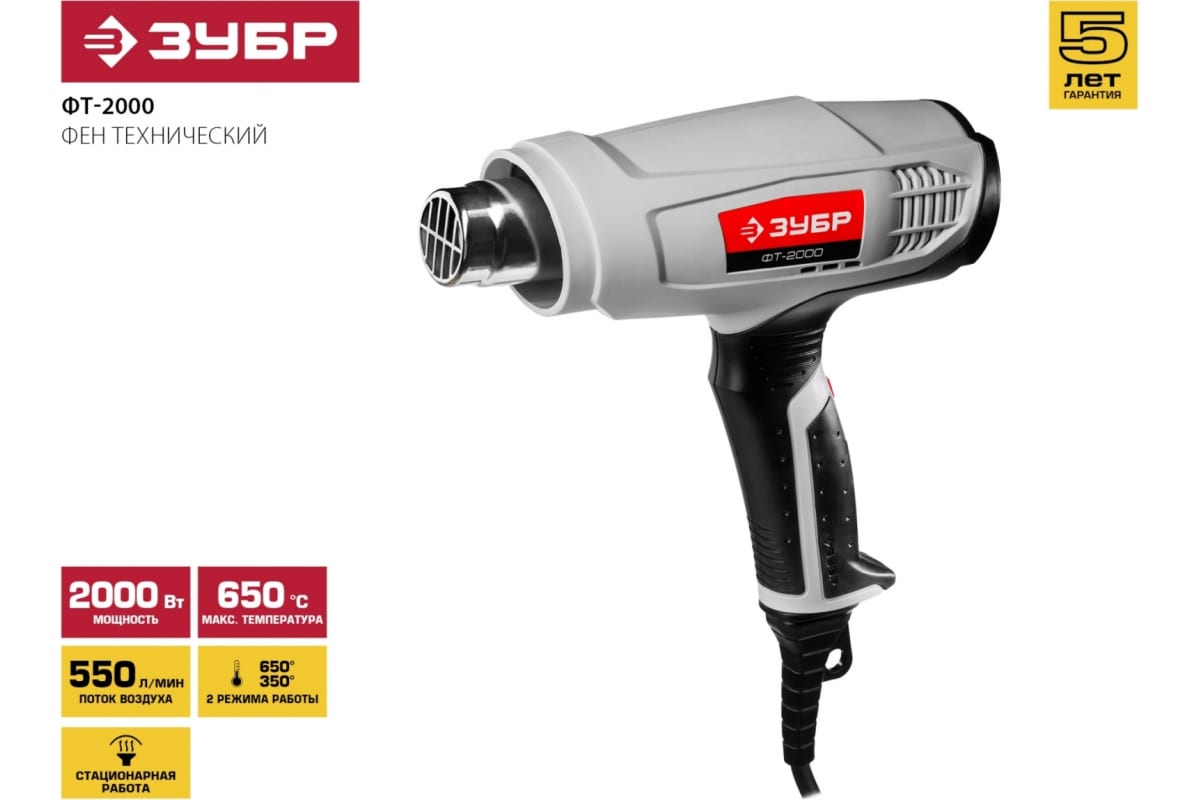 ЗУБР
ФТ-2000
ФЕН ТЕХНИЧЕСКИЙ
5
лет
ГАРАНТИЯ
ЗУБР
ФТ-2000
2000 Вт
МОЩНОСТЬ
650 °С
МАКС. ТЕМПЕРАТУРА
550 Л/МИН
ПОТОК ВОЗДУХА
650°
350°
2 РЕЖИМА РАБОТЫ
СТАЦИОНАРНАЯ
РАБОТА